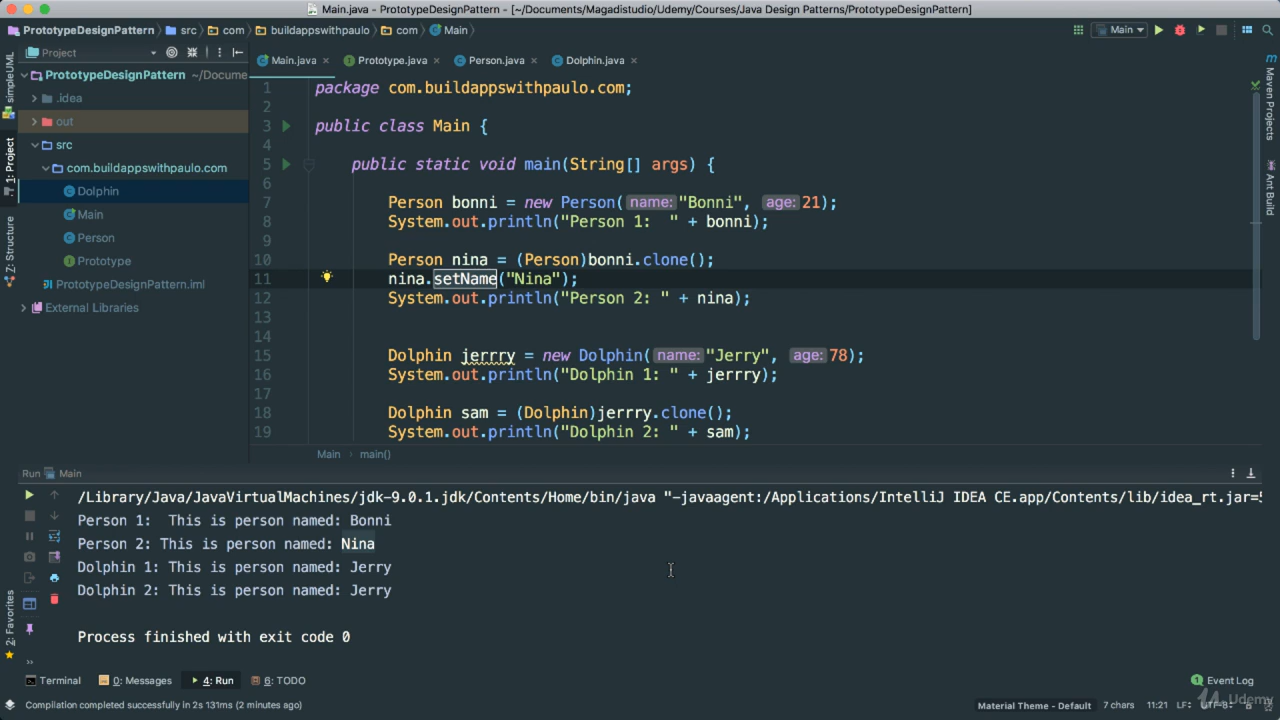 Main.java - PrototypeDesignPattern - [~/Documents/Magadistudio/Udemy/Courses/Java Design Patterns/PrototypeDesignPattern]
PrototypeDesignPattern src com buildappswithpaulo com Main
Main
simpleUML
1: Project
Z: Structure
2: Favorites
Project
PrototypeDesignPattern ~/Docume
.idea
out
src
com.buildappswithpaulo.com
Dolphin
Main
Person
Prototype
PrototypeDesignPattern.iml
External Libraries
Main.java Prototype.java Person.java Dolphin.java
1 package com.buildappswithpaulo.com;
2
3 public class Main {
4
5 public static void main(String[] args) {
6
7 Person bonni = new Person( name: "Bonni", age: 21);
8 System.out.println("Person 1:  " + bonni);
9
10 Person nina = (Person)bonni.clone();
11 nina.setName("Nina");
12 System.out.println("Person 2: " + nina);
13
14
15 Dolphin jerrry = new Dolphin( name: "Jerry", age: 78);
16 System.out.println("Dolphin 1: " + jerrry);
17
18 Dolphin sam = (Dolphin)jerrry.clone();
19 System.out.println("Dolphin 2: " + sam);
Main main()
m Maven Projects
Ant Build
Run Main
/Library/Java/JavaVirtualMachines/jdk-9.0.1.jdk/Contents/Home/bin/java "-javaagent:/Applications/IntelliJ IDEA CE.app/Contents/lib/idea_rt.jar=5
Person 1:  This is person named: Bonni
Person 2: This is person named: Nina
Dolphin 1: This is person named: Jerry
Dolphin 2: This is person named: Jerry
Process finished with exit code 0
Terminal 0: Messages 4: Run 6: TODO
1 Event Log
Compilation completed successfully in 2s 131ms (2 minutes ago)
Material Theme - Default 7 chars 11:21 LF UTF-8
Udemy